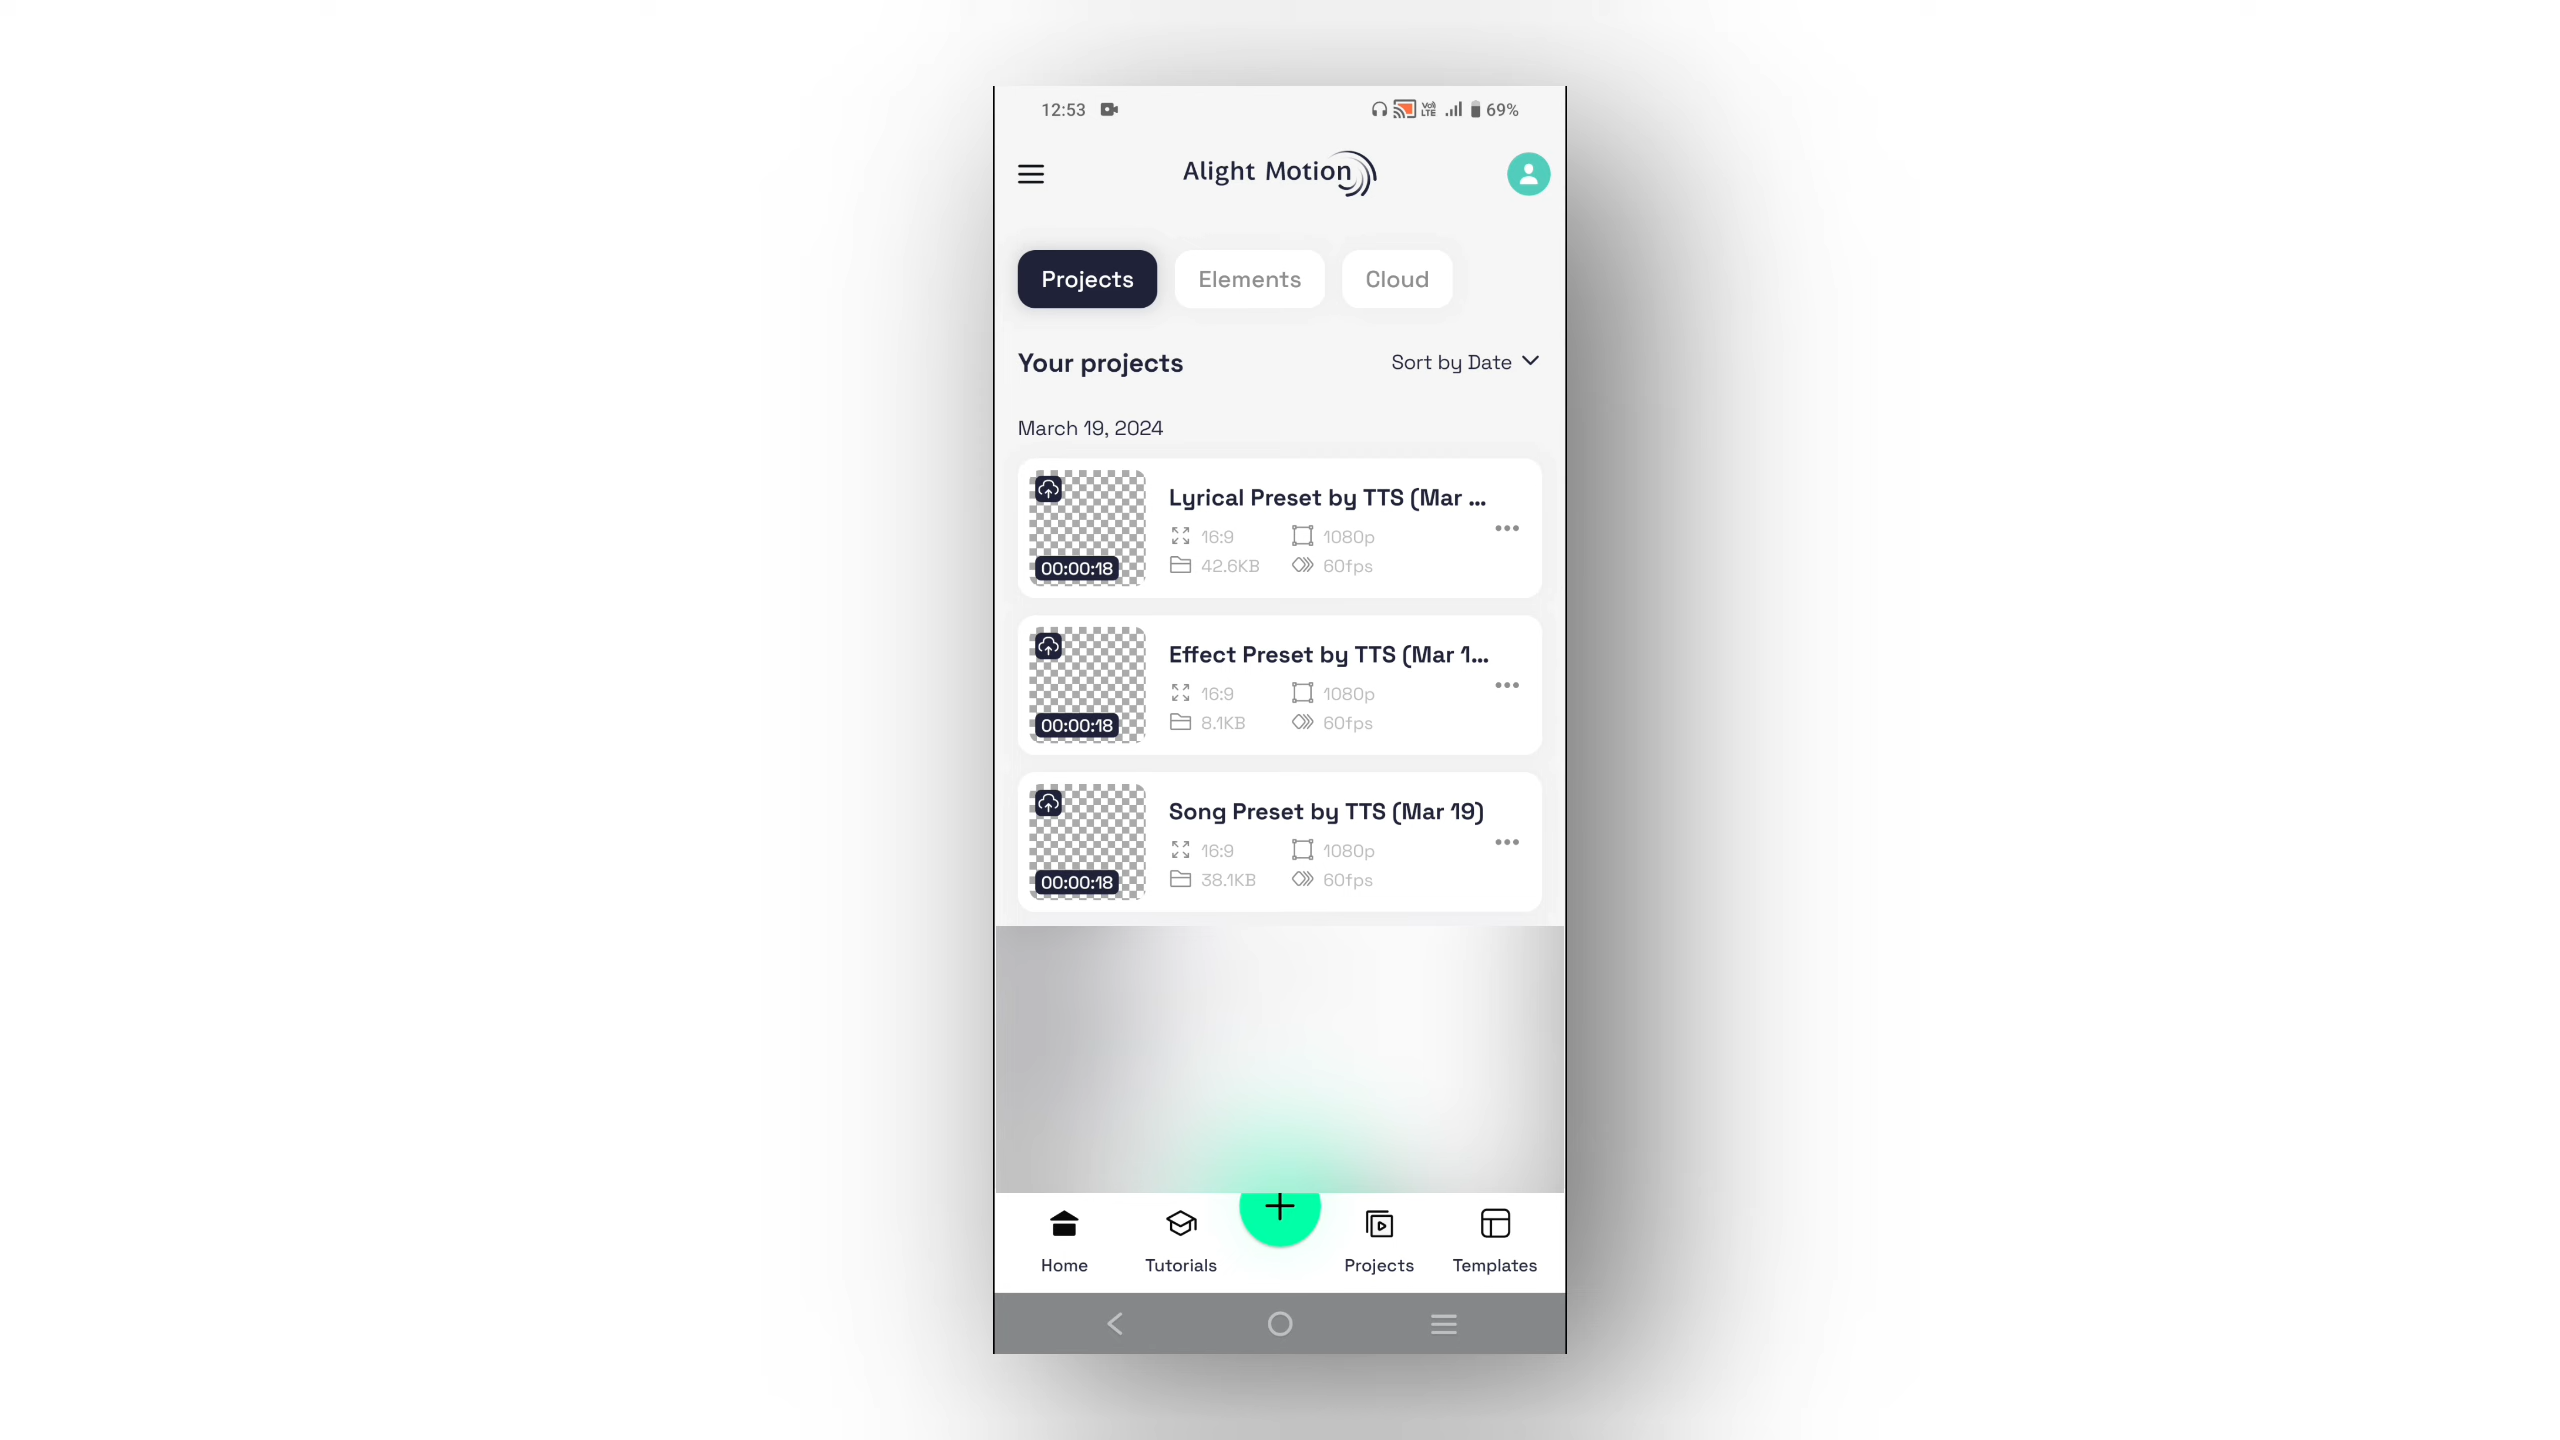 12:53
Vo) LTE 69%
Alight Motion
Projects Elements Cloud
Your projects
Sort by Date
March 19, 2024
Lyrical Preset by TTS (Mar ...
16:9 1080p
42.6KB 60fps
00:00:18
Effect Preset by TTS (Mar 1...
16:9 1080p
8.1KB 60fps
00:00:18
Song Preset by TTS (Mar 19)
16:9 1080p
38.1KB 60fps
00:00:18
Home Tutorials Projects Templates